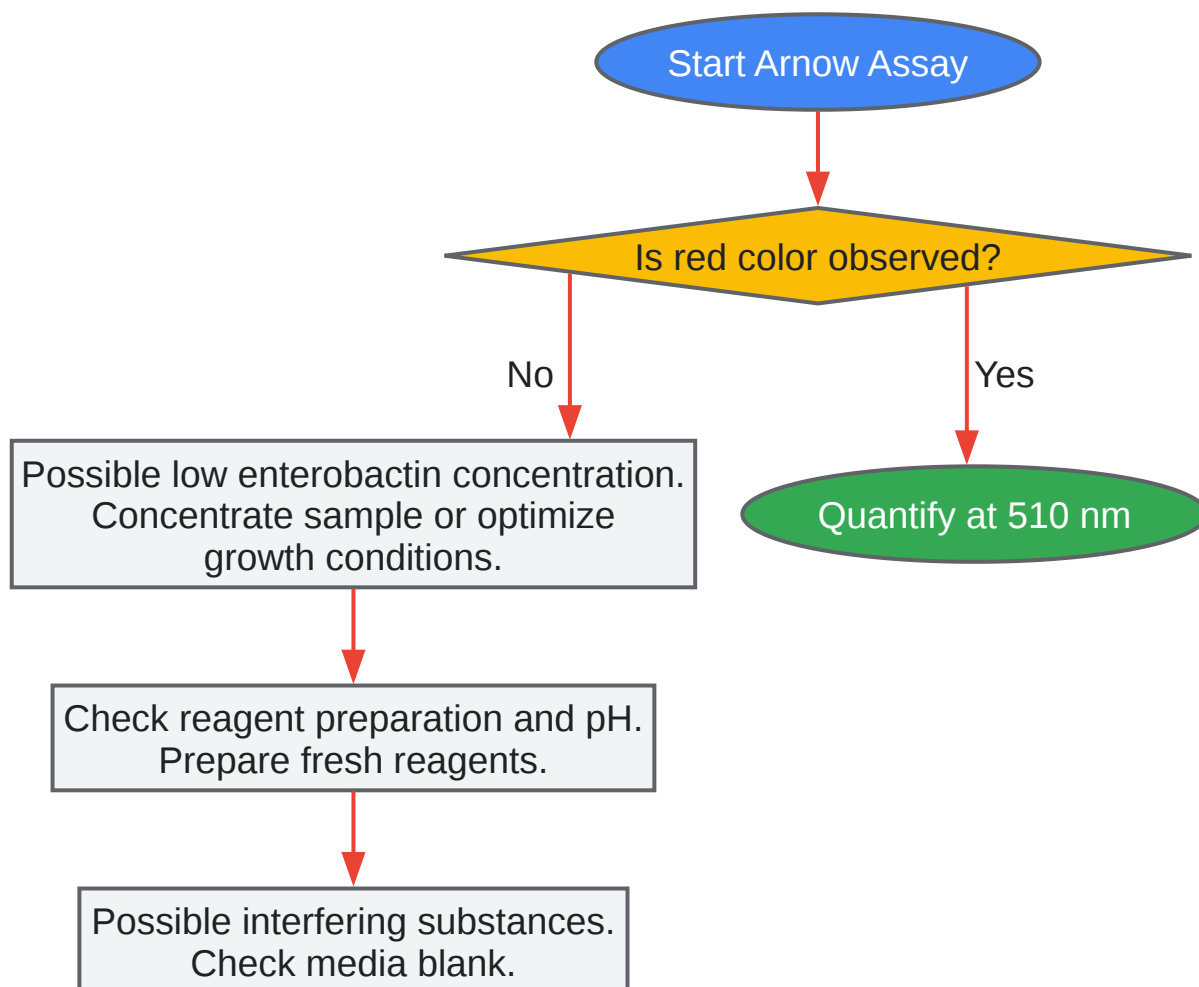 Start Arnow Assay
Is red color observed?
No
Yes
Possible low enterobactin concentration.
Concentrate sample or optimize
growth conditions.
Quantify at 510 nm
Check reagent preparation and pH.
Prepare fresh reagents.
Possible interfering substances.
Check media blank.